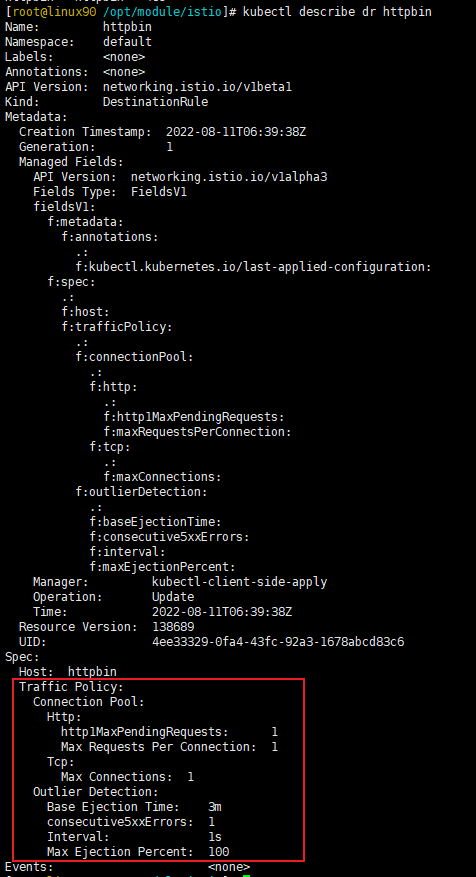 [root@linux90 /opt/module/istio]# kubectl describe dr httpbin
Name:         httpbin
Namespace:    default
Labels:       <none>
Annotations:  <none>
API Version:  networking.istio.io/v1beta1
Kind:         DestinationRule
Metadata:
  Creation Timestamp:  2022-08-11T06:39:38Z
  Generation:          1
  Managed Fields:
    API Version:  networking.istio.io/v1alpha3
    Fields Type:  FieldsV1
    fieldsV1:
      f:metadata:
        f:annotations:
          .:
          f:kubectl.kubernetes.io/last-applied-configuration:
      f:spec:
        .:
        f:host:
        f:trafficPolicy:
          .:
          f:connectionPool:
            .:
            f:http:
              .:
              f:http1MaxPendingRequests:
              f:maxRequestsPerConnection:
            f:tcp:
              .:
              f:maxConnections:
          f:outlierDetection:
            .:
            f:baseEjectionTime:
            f:consecutive5xxErrors:
            f:interval:
            f:maxEjectionPercent:
    Manager:         kubectl-client-side-apply
    Operation:       Update
    Time:            2022-08-11T06:39:38Z
  Resource Version:  138689
  UID:               4ee33329-0fa4-43fc-92a3-1678abcd83c6
Spec:
  Host:  httpbin
  Traffic Policy:
    Connection Pool:
      Http:
        http1MaxPendingRequests:      1
        Max Requests Per Connection:  1
      Tcp:
        Max Connections:  1
    Outlier Detection:
      Base Ejection Time:    3m
      consecutive5xxErrors:  1
      Interval:              1s
      Max Ejection Percent:  100
Events:                      <none>